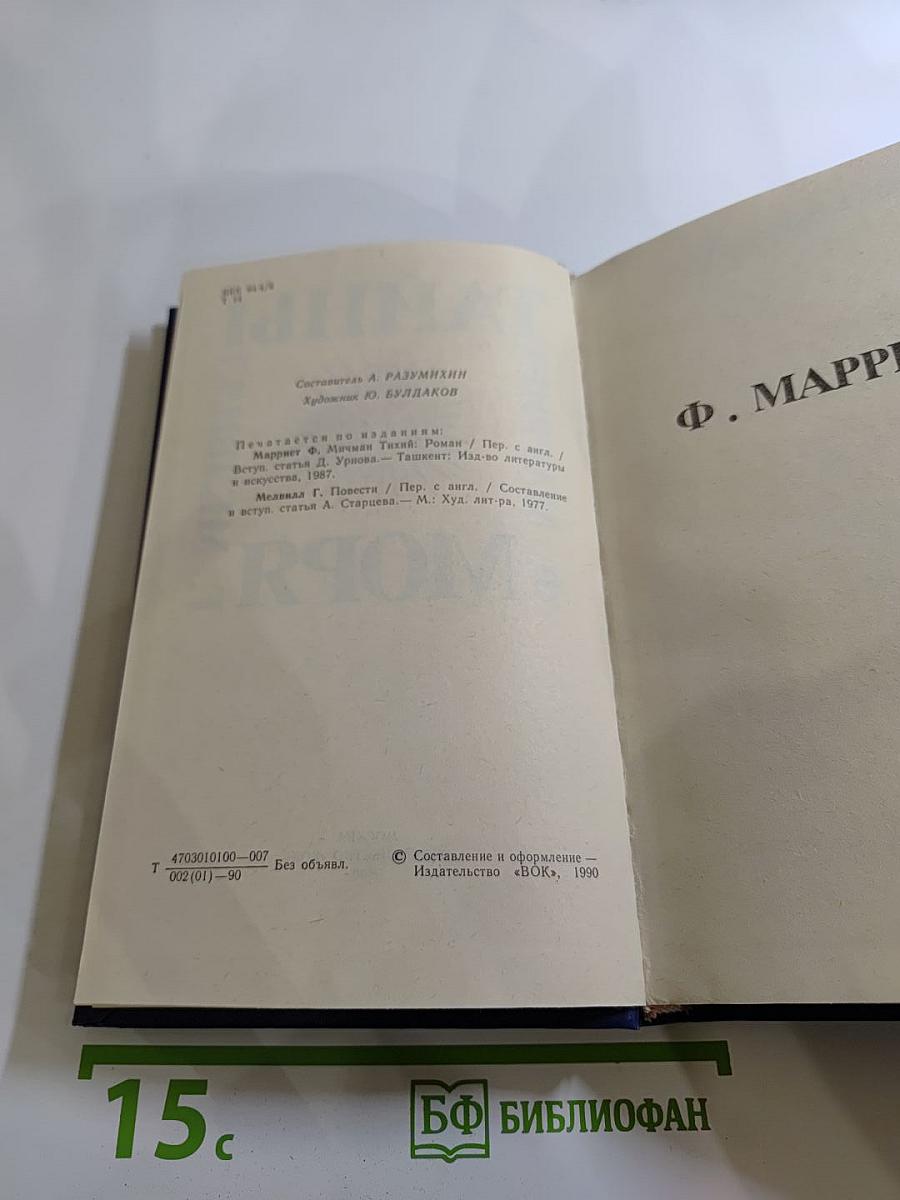 Т
Составитель А. РАЗУМИХИН
Художник Ю. БУЛДАКОВ
Печатается по изданиям:
Марриет Ф, Мичман Тихий: Роман / Пер. с англ. /
Вступ. статья Д. Урнова.— Ташкент: Изд-во литературы
и искусства, 1987.
Мелвилл Г. Повести / Пер. с англ. / Составление
и вступ. статья А. Старцева.— М.: Худ. лит-ра, 1977.
Т 4703010100—007
002(01)—90
Без объявл.
© Составление и оформление —
Издательство «ВОК», 1990
Ф. МАРРИ
15 с
БФ БИБЛИОФАН